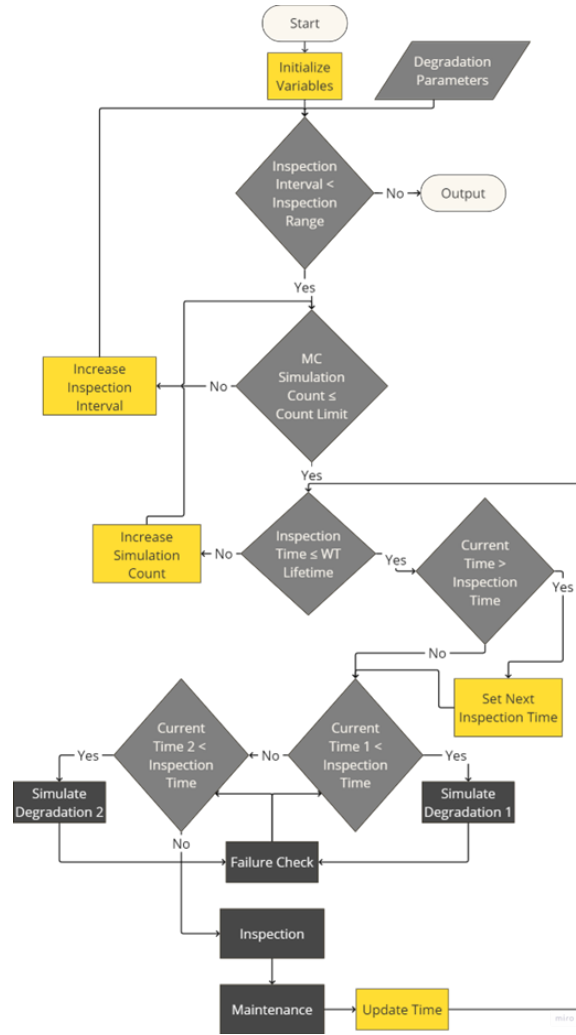 Start
Initialize
Variables
Degradation
Parameters
Inspection
Interval <
Inspection
Range
No
Output
Yes
MC
Simulation
Count ≤
Count Limit
No
Increase
Inspection
Interval
Yes
Inspection
Time ≤ WT
Lifetime
No
Increase
Simulation
Count
Yes
Current
Time >
Inspection
Time
Yes
No
Set Next
Inspection Time
Current
Time 1 <
Inspection
Time
No
Yes
Current
Time 2 <
Inspection
Time
Yes
Simulate
Degradation 2
Simulate
Degradation 1
No
Failure Check
Inspection
Maintenance
Update Time
miro